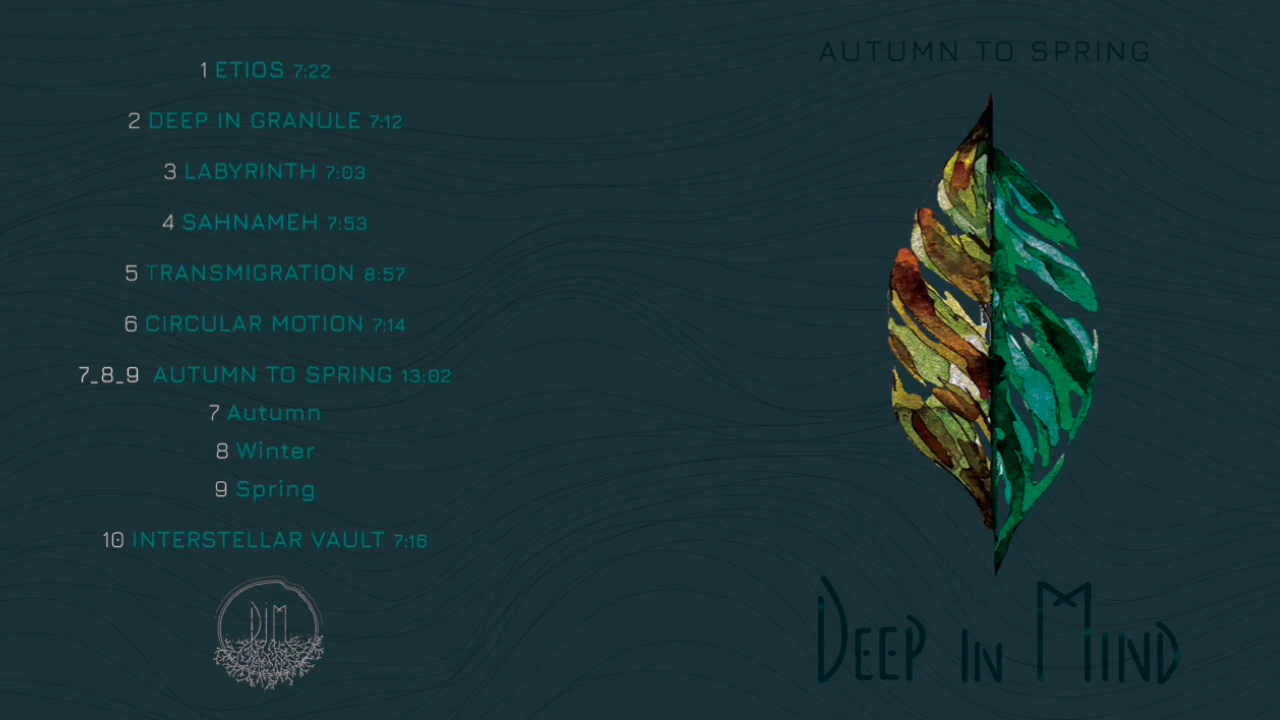 1 ETIOS 7:22
2 DEEP IN GRANULE 7:12
3 LABYRINTH 7:03
4 SAHNAMEH 7:53
5 TRANSMIGRATION 8:57
6 CIRCULAR MOTION 7:14
7_8_9 AUTUMN TO SPRING 13:02
7 Autumn
8 Winter
9 Spring
10 INTERSTELLAR VAULT 7:16
DiM
AUTUMN TO SPRING
DEEP IN MIND